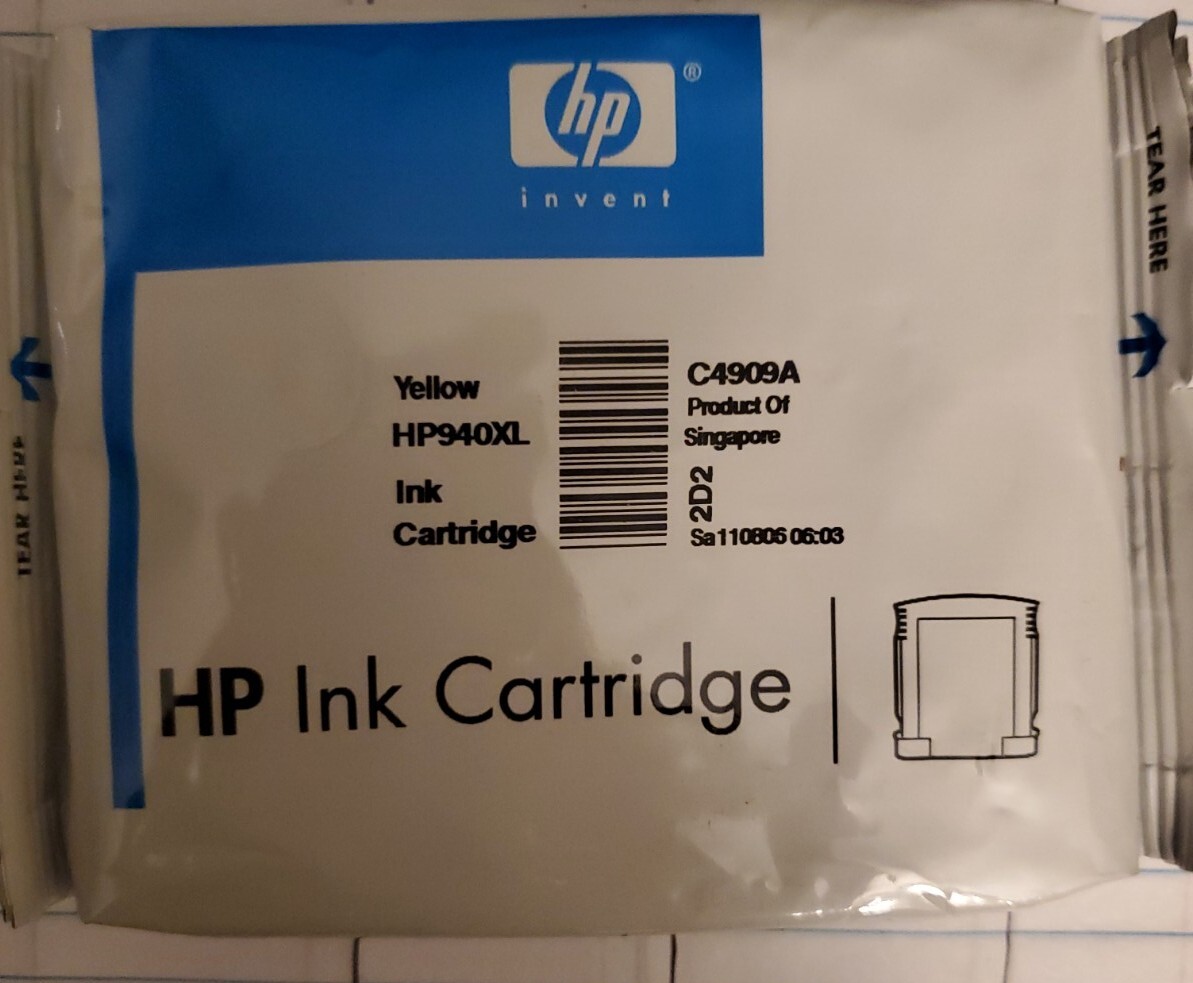 hp®
invent
TEAR HERE
TEAR HERE
Yellow
HP940XL
Ink
Cartridge
C4909A
Product Of
Singapore
2D2
Sa110806 06:03
HP Ink Cartridge